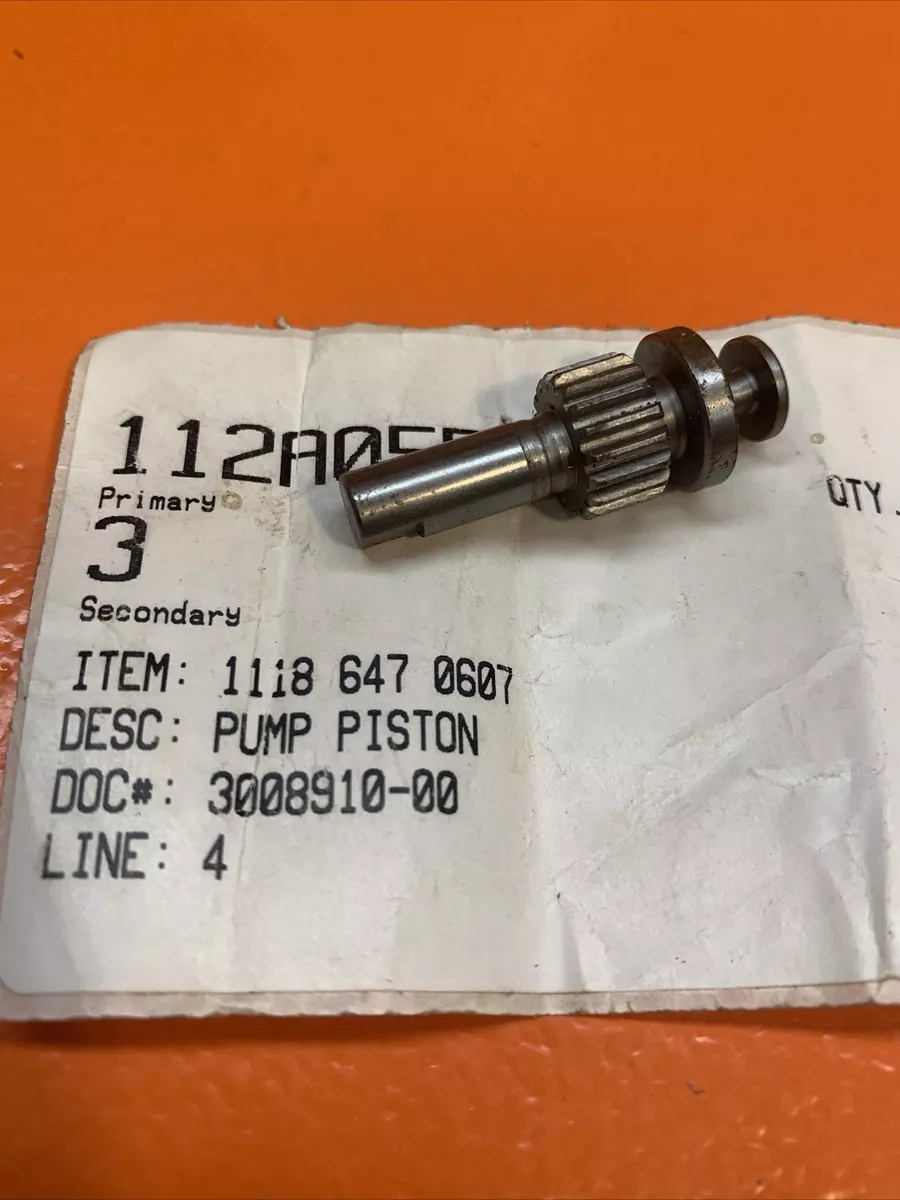 112A05
Primary
3
Secondary
QTY
ITEM: 1118 647 0607
DESC: PUMP PISTON
DOC#: 3008910-00
LINE: 4